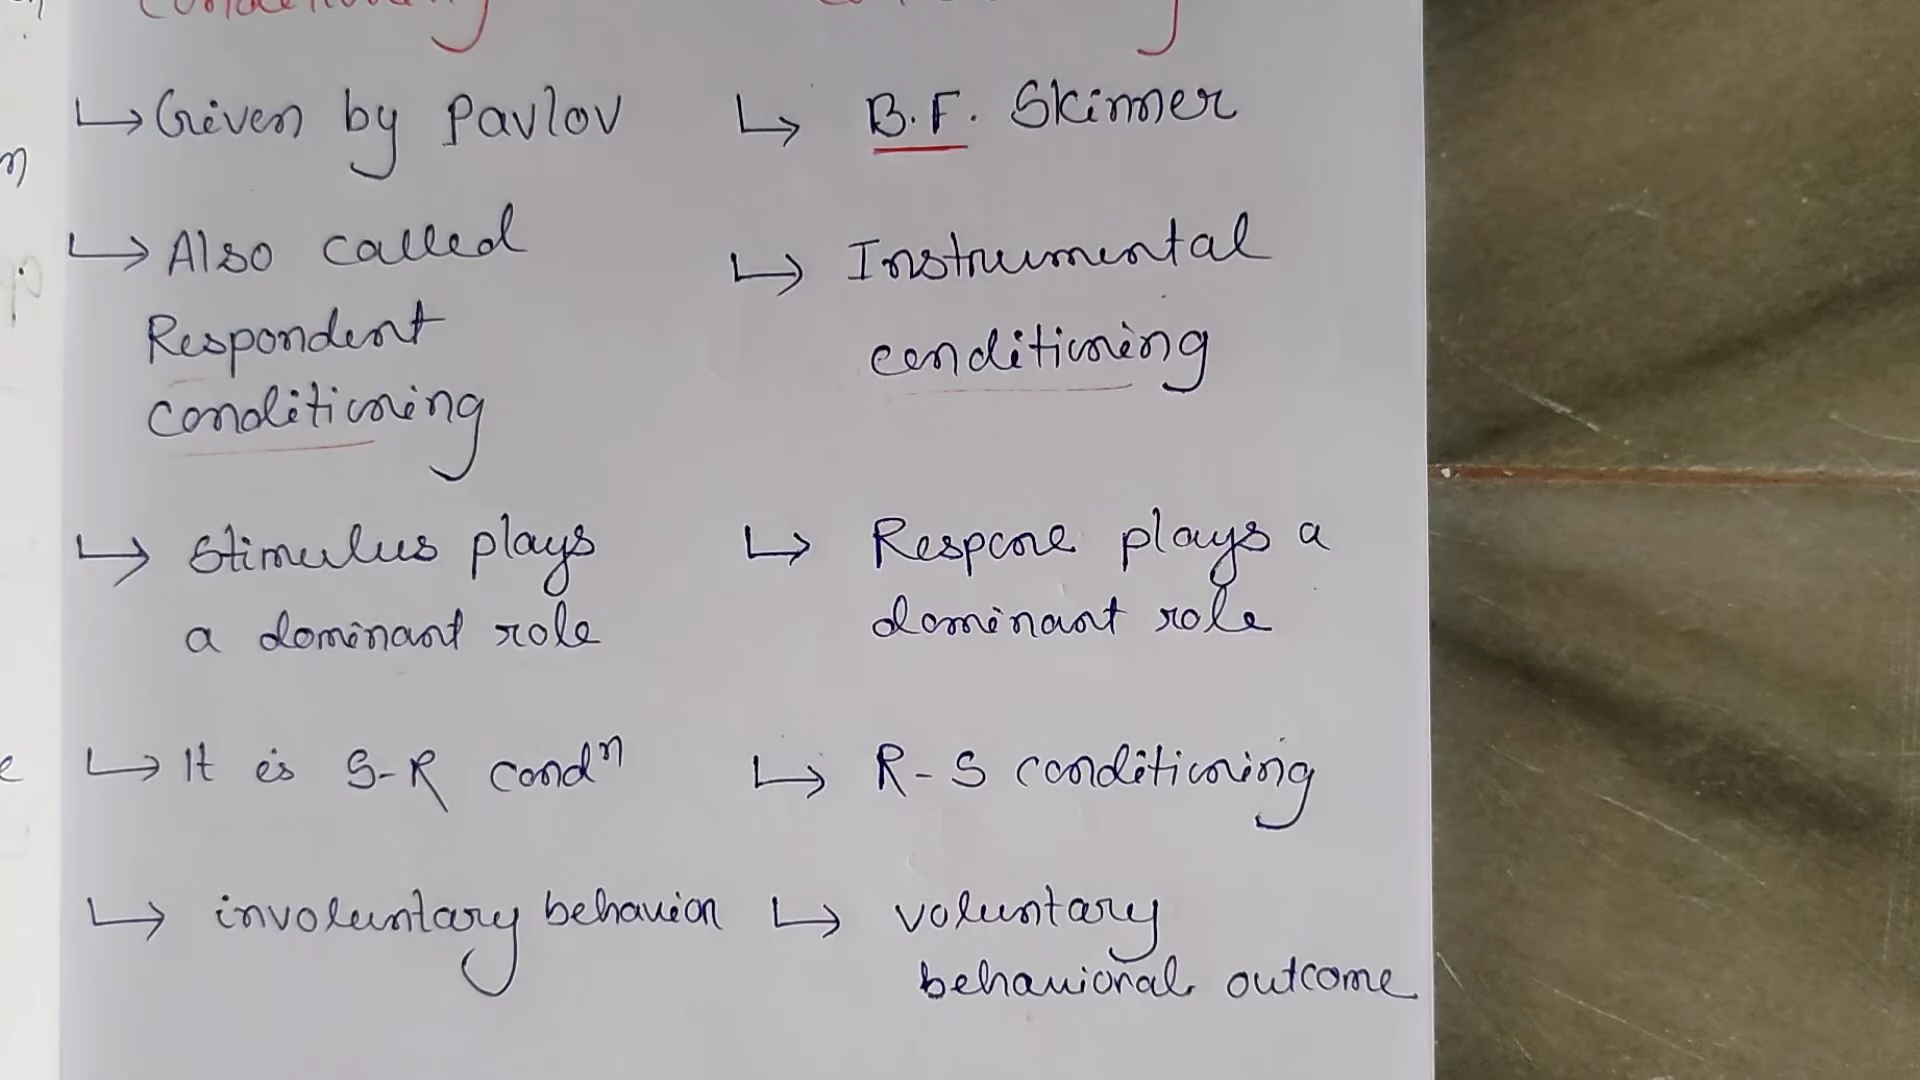 conditioning
↳ Given by Pavlov
↳ Also called
Respondent
conditioning
↳ Stimulus plays
a dominant role
↳ It is S-R condⁿ
↳ involuntary behavior
↳ B.F. Skinner
↳ Instrumental
conditioning
↳ Respone plays a
dominant role
↳ R-S conditioning
↳ voluntary
behavioral outcome